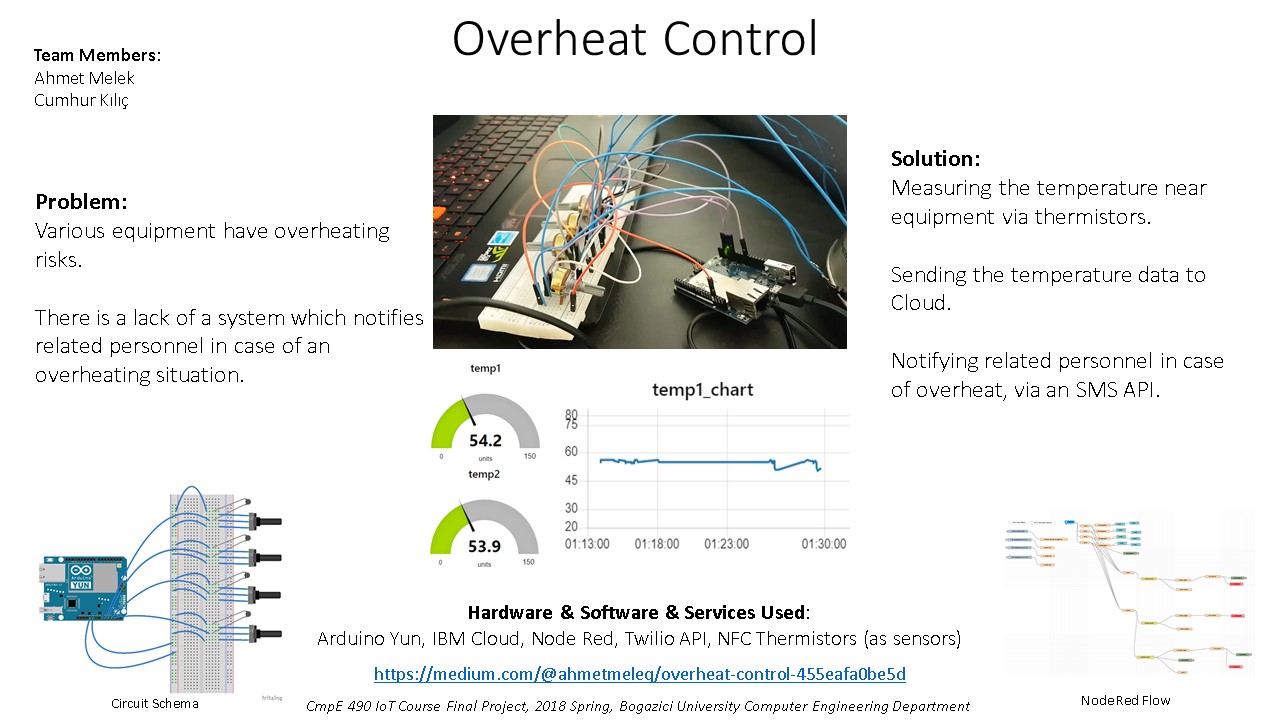 Overheat Control
Team Members:
Ahmet Melek
Cumhur Kılıç
Problem:
Various equipment have overheating
risks.
There is a lack of a system which notifies
related personnel in case of an
overheating situation.
Solution:
Measuring the temperature near
equipment via thermistors.
Sending the temperature data to
Cloud.
Notifying related personnel in case
of overheat, via an SMS API.
HDMI
temp1
54.2
0
units
150
temp2
53.9
0
units
150
temp1_chart
80
75
60
45
30
20
01:13:00
01:18:00
01:23:00
01:30:00
Arduino
YUN
fritzing
Circuit Schema
Hardware & Software & Services Used:
Arduino Yun, IBM Cloud, Node Red, Twilio API, NFC Thermistors (as sensors)
https://medium.com/@ahmetmeleq/overheat-control-455eafa0be5d
CmpE 490 IoT Course Final Project, 2018 Spring, Bogazici University Computer Engineering Department
NodeRed Flow